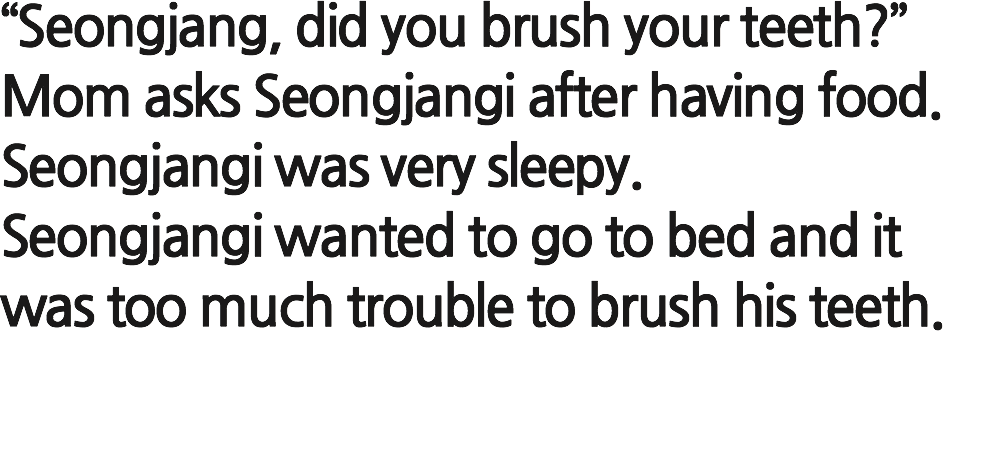 “Seongjang, did you brush your teeth?”
Mom asks Seongjangi after having food.
Seongjangi was very sleepy.
Seongjangi wanted to go to bed and it
was too much trouble to brush his teeth.